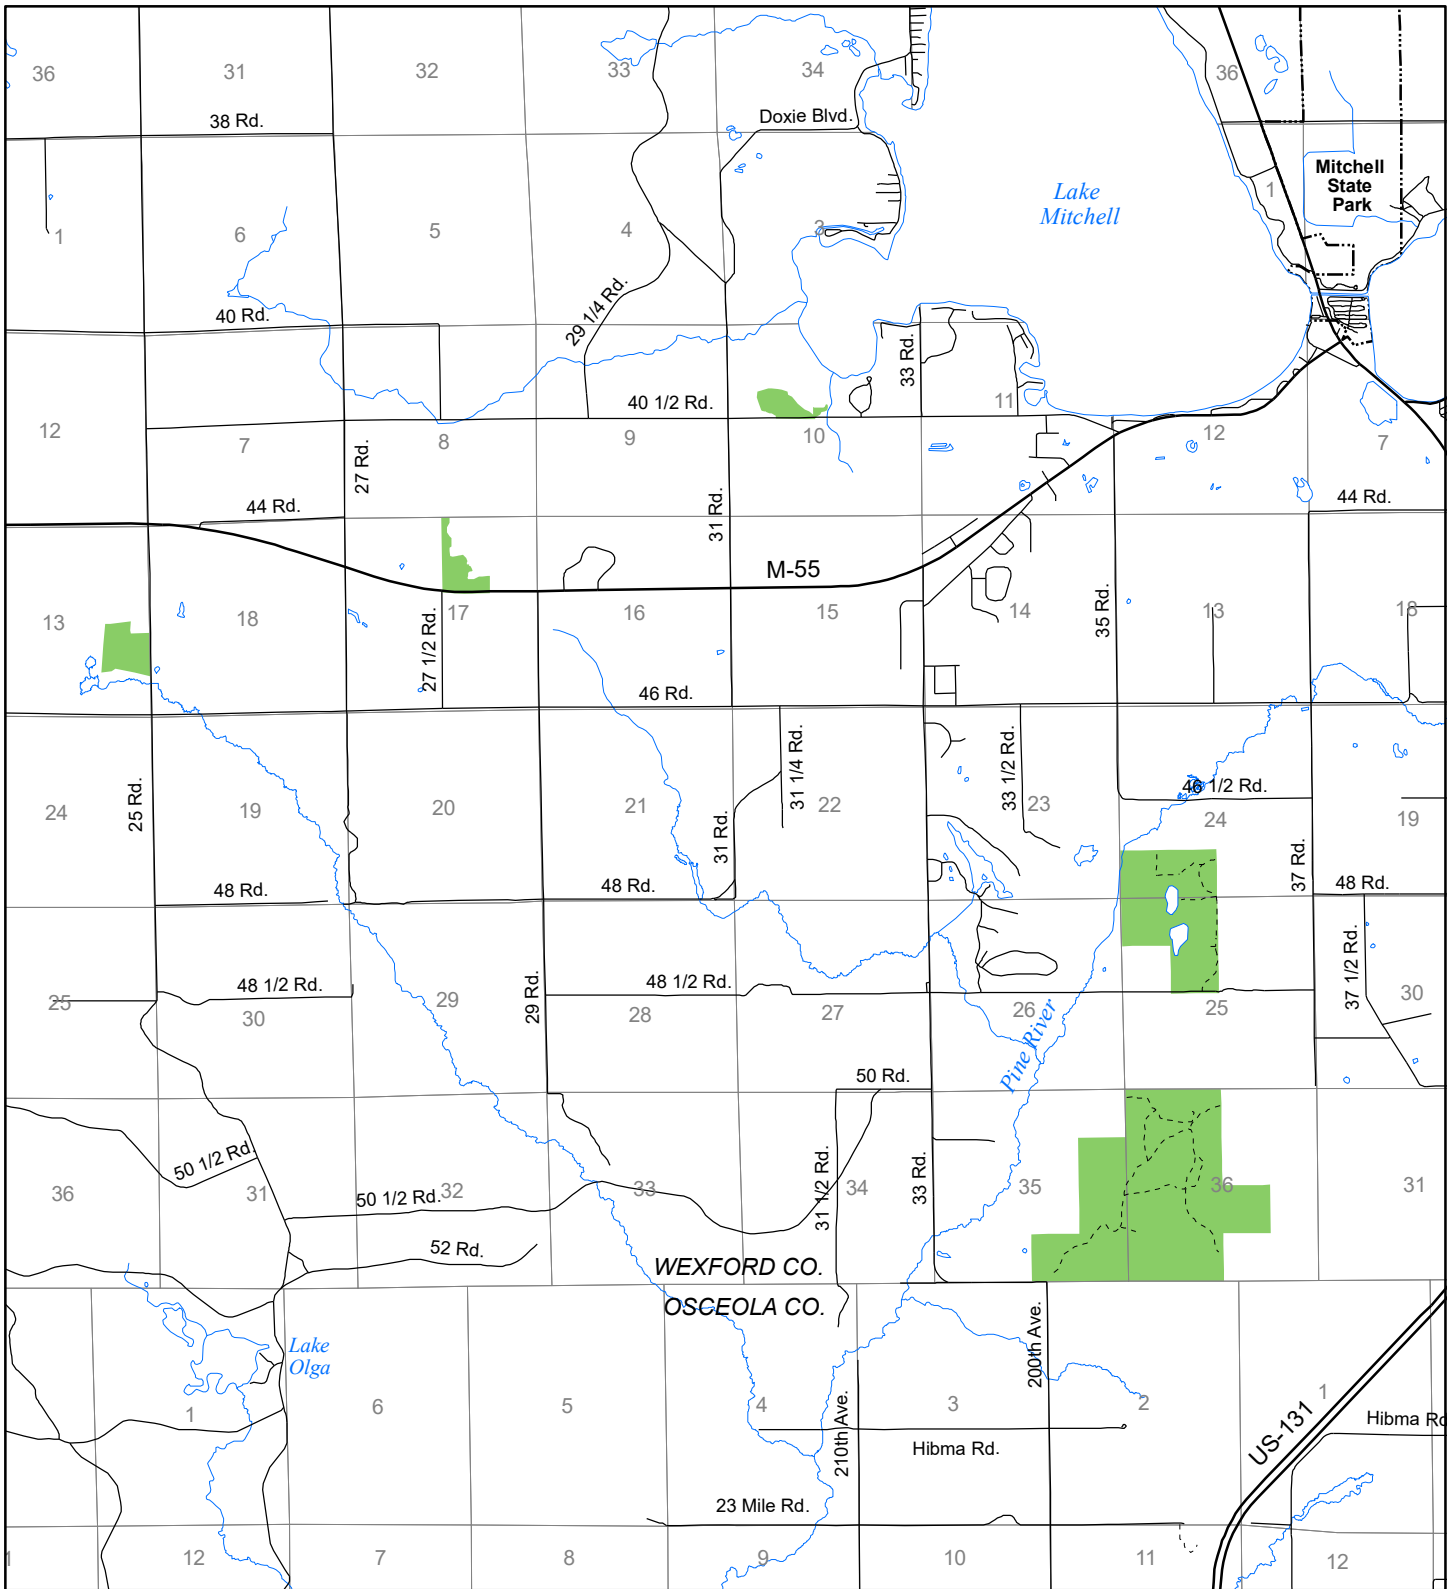 36
31
32
33
34
36
38 Rd.
Doxie Blvd.
Mitchell
State
Park
Lake
Mitchell
1
6
5
4
3
1
29 1/4 Rd.
40 Rd.
33 Rd.
40 1/2 Rd.
11
12
7
8
9
10
12
7
27 Rd.
44 Rd.
31 Rd.
44 Rd.
M-55
13
18
17
16
15
14
13
18
35 Rd.
27 1/2 Rd.
46 Rd.
25 Rd.
31 1/4 Rd.
33 1/2 Rd.
46 1/2 Rd.
24
19
20
21
22
23
24
19
31 Rd.
37 Rd.
48 Rd.
48 Rd.
48 Rd.
37 1/2 Rd.
48 1/2 Rd.
48 1/2 Rd.
29 Rd.
25
30
29
28
27
26
25
30
Pine River
50 Rd.
50 1/2 Rd.
50 1/2 Rd.
31 1/2 Rd.
33 Rd.
36
31
32
33
34
35
36
31
52 Rd.
WEXFORD CO.
OSCEOLA CO.
Lake
Olga
200th Ave.
210th Ave.
1
6
5
4
3
2
1
US-131
Hibma Rd
Hibma Rd.
23 Mile Rd.
1
12
7
8
9
10
11
12